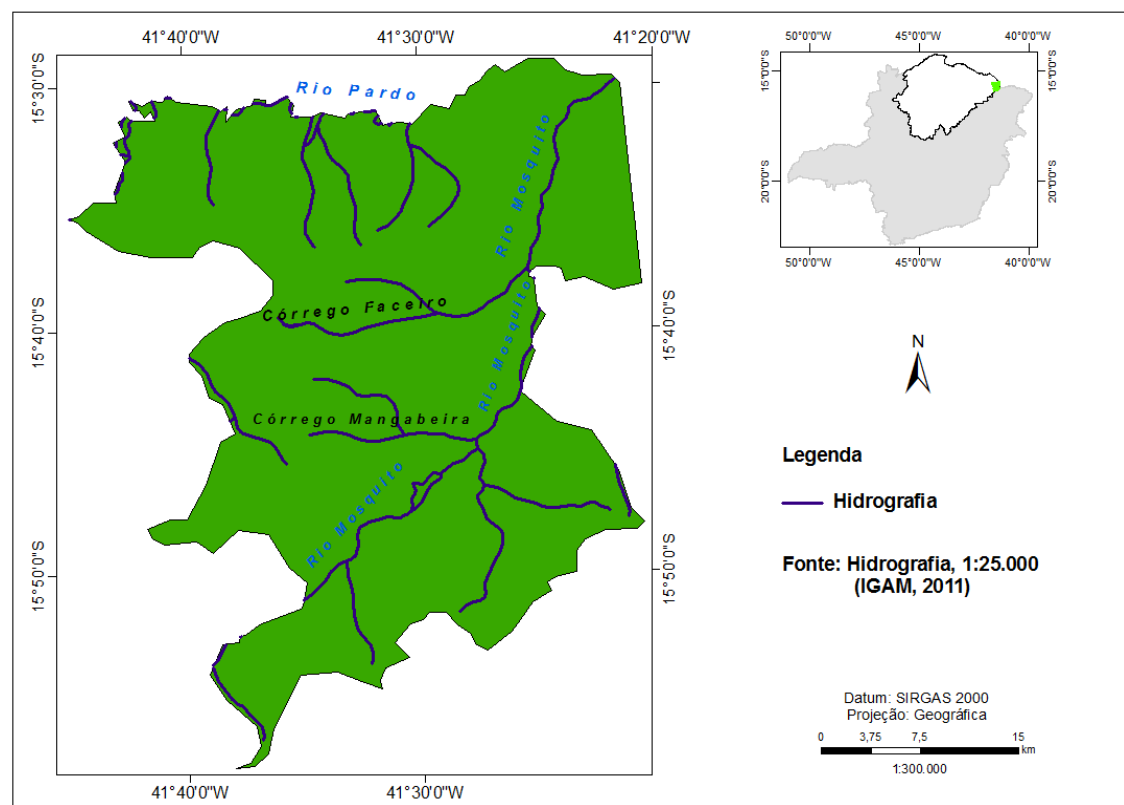 41°40'0"W 41°30'0"W 41°20'0"W
15°30'0"S
15°40'0"S
15°50'0"S
Rio Pardo
Rio Mosquito
Córrego Faceiro
Rio Mosquito
Córrego Mangabeira
Rio Mosquito
15°40'0"S
15°50'0"S
41°40'0"W 41°30'0"W
50°0'0"W 45°0'0"W 40°0'0"W
15°0'0"S
20°0'0"S
15°0'0"S
20°0'0"S
50°0'0"W 45°0'0"W 40°0'0"W
N
Legenda
Hidrografia
Fonte: Hidrografia, 1:25.000
(IGAM, 2011)
Datum: SIRGAS 2000
Projeção: Geográfica
0 3,75 7,5 15
km
1:300.000